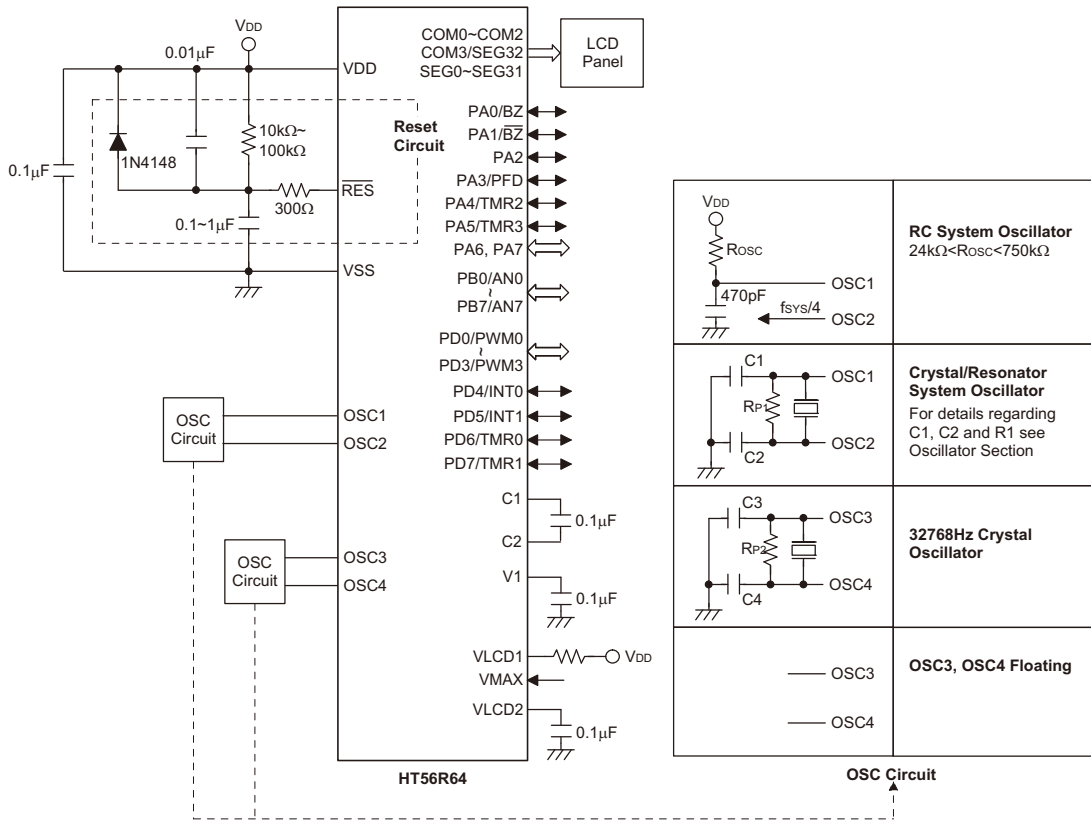 VDD
0.01µF
VDD
COM0~COM2
COM3/SEG32
SEG0~SEG31
LCD
Panel
0.1µF
1N4148
10kΩ~
100kΩ
Reset
Circuit
RES
300Ω
0.1~1µF
VSS
PA0/BZ
PA1/BZ
PA2
PA3/PFD
PA4/TMR2
PA5/TMR3
PA6, PA7
PB0/AN0
~
PB7/AN7
PD0/PWM0
~
PD3/PWM3
PD4/INT0
PD5/INT1
PD6/TMR0
PD7/TMR1
OSC
Circuit
OSC1
OSC2
C1
0.1µF
C2
OSC
Circuit
OSC3
OSC4
V1
0.1µF
VLCD1
VDD
VMAX
VLCD2
0.1µF
HT56R64
VDD
ROSC
OSC1
470pF
fSYS/4
OSC2
RC System Oscillator
24kΩ<ROSC<750kΩ
C1
OSC1
RP1
OSC2
C2
Crystal/Resonator
System Oscillator
For details regarding
C1, C2 and R1 see
Oscillator Section
C3
OSC3
RP2
OSC4
C4
32768Hz Crystal
Oscillator
OSC3
OSC4
OSC3, OSC4 Floating
OSC Circuit